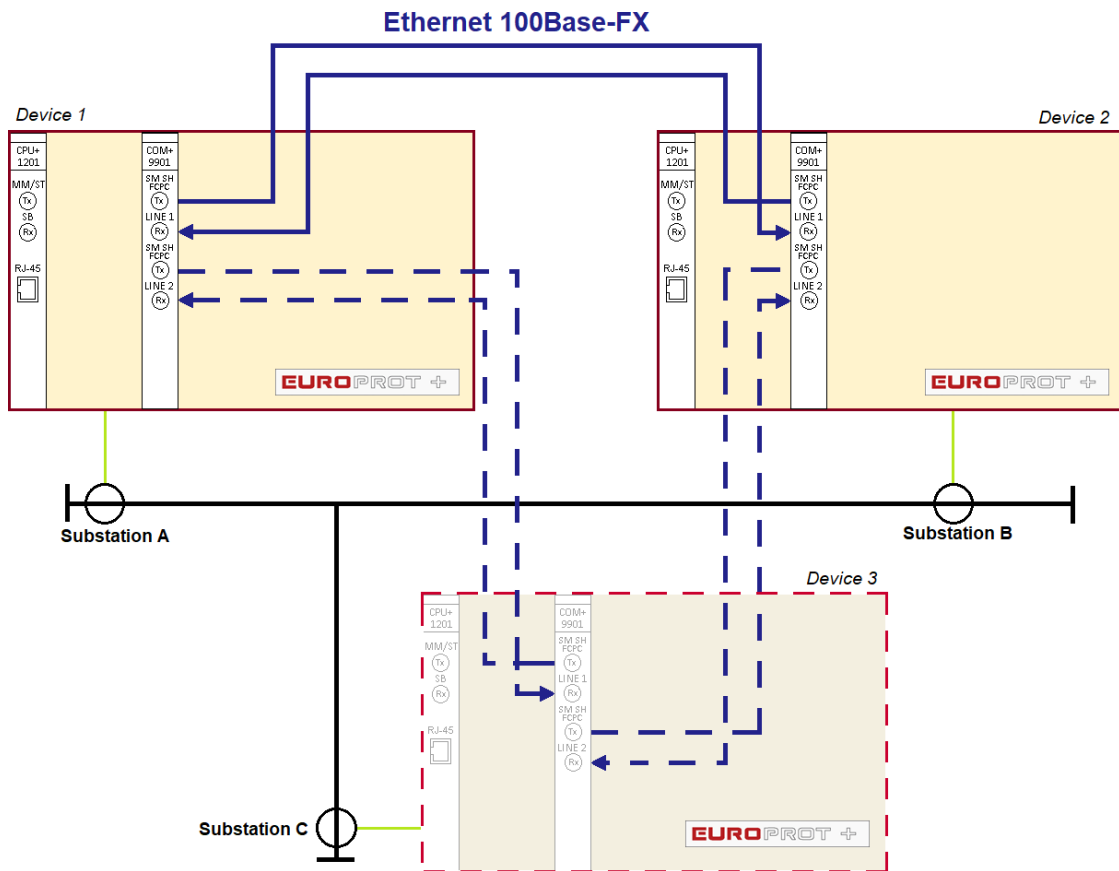 Ethernet 100Base-FX
Device 1
CPU+
1201
MM/ST
Tx
SB
Rx
RJ-45
COM+
9901
SM SH
FCPC
Tx
LINE 1
Rx
SM SH
FCPC
Tx
LINE 2
Rx
EUROPROT +
Device 2
CPU+
1201
MM/ST
Tx
SB
Rx
RJ-45
COM+
9901
SM SH
FCPC
Tx
LINE 1
Rx
SM SH
FCPC
Tx
LINE 2
Rx
EUROPROT +
Substation A
Substation B
Device 3
CPU+
1201
MM/ST
Tx
SB
Rx
RJ-45
COM+
9901
SM SH
FCPC
Tx
LINE 1
Rx
SM SH
FCPC
Tx
LINE 2
Rx
EUROPROT +
Substation C